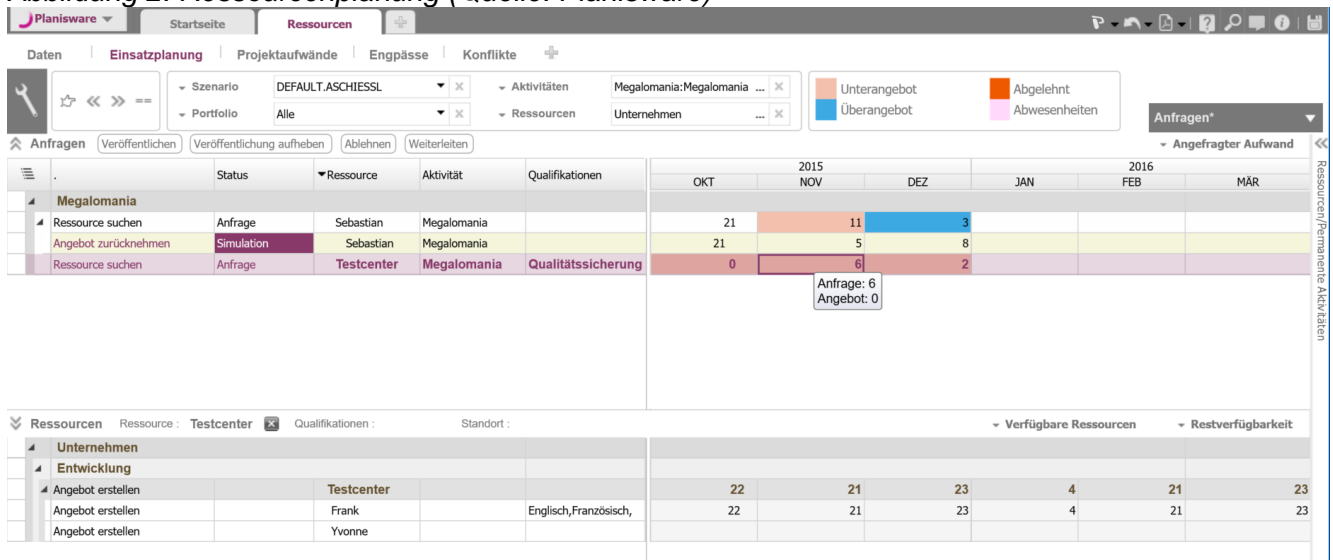 Abbildung 2: Ressourcenplanung (Quelle: Planisware)
Planisware Startseite Ressourcen
Daten Einsatzplanung Projektaufwände Engpässe Konflikte
Szenario DEFAULT.ASCHIESSL Aktivitäten Megalomania:Megalomania ... Unterangebot Abgelehnt
Portfolio Alle Ressourcen Unternehmen ... Überangebot Abwesenheiten
Anfragen*
Anfragen Veröffentlichen Veröffentlichung aufheben Ablehnen Weiterleiten Angefragter Aufwand
. Status Ressource Aktivität Qualifikationen
2015 2016
OKT NOV DEZ JAN FEB MÄR
Megalomania
Ressource suchen Anfrage Sebastian Megalomania 21 11 3
Angebot zurücknehmen Simulation Sebastian Megalomania 21 5 8
Ressource suchen Anfrage Testcenter Megalomania Qualitätssicherung 0 6 2
Anfrage: 6
Angebot: 0
Ressourcen/Permanente Aktivitäten
Ressourcen Ressource : Testcenter Qualifikationen : Standort : Verfügbare Ressourcen Restverfügbarkeit
Unternehmen
Entwicklung
Angebot erstellen Testcenter 22 21 23 4 21 23
Angebot erstellen Frank Englisch,Französisch, 22 21 23 4 21 23
Angebot erstellen Yvonne